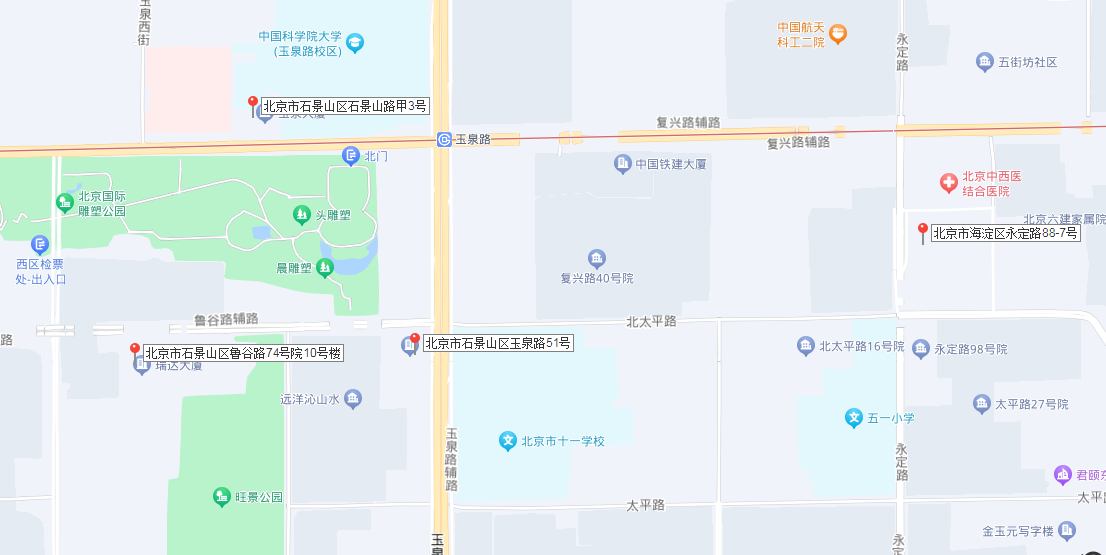 玉泉西街
中国科学院大学
(玉泉路校区)
中国航天
科工二院
永定路
五街坊社区
北京市石景山区石景山路甲3号
玉泉大厦
玉泉路
复兴路辅路
复兴路辅路
北门
中国铁建大厦
北京国际
雕塑公园
头雕塑
北京中西医
结合医院
北京六建家属院
北京市海淀区永定路88-7号
西区检票
处-出入口
晨雕塑
复兴路40号院
鲁谷路辅路
北太平路
路
北京市石景山区鲁谷路74号院10号楼
瑞达大厦
北京市石景山区玉泉路51号
北太平路16号院
永定路98号院
远洋沁山水
太平路27号院
五一小学
玉泉路辅路
北京市十一学校
永定路
君颐东
旺景公园
太平路
太平路
金玉元写字楼
玉泉
永定